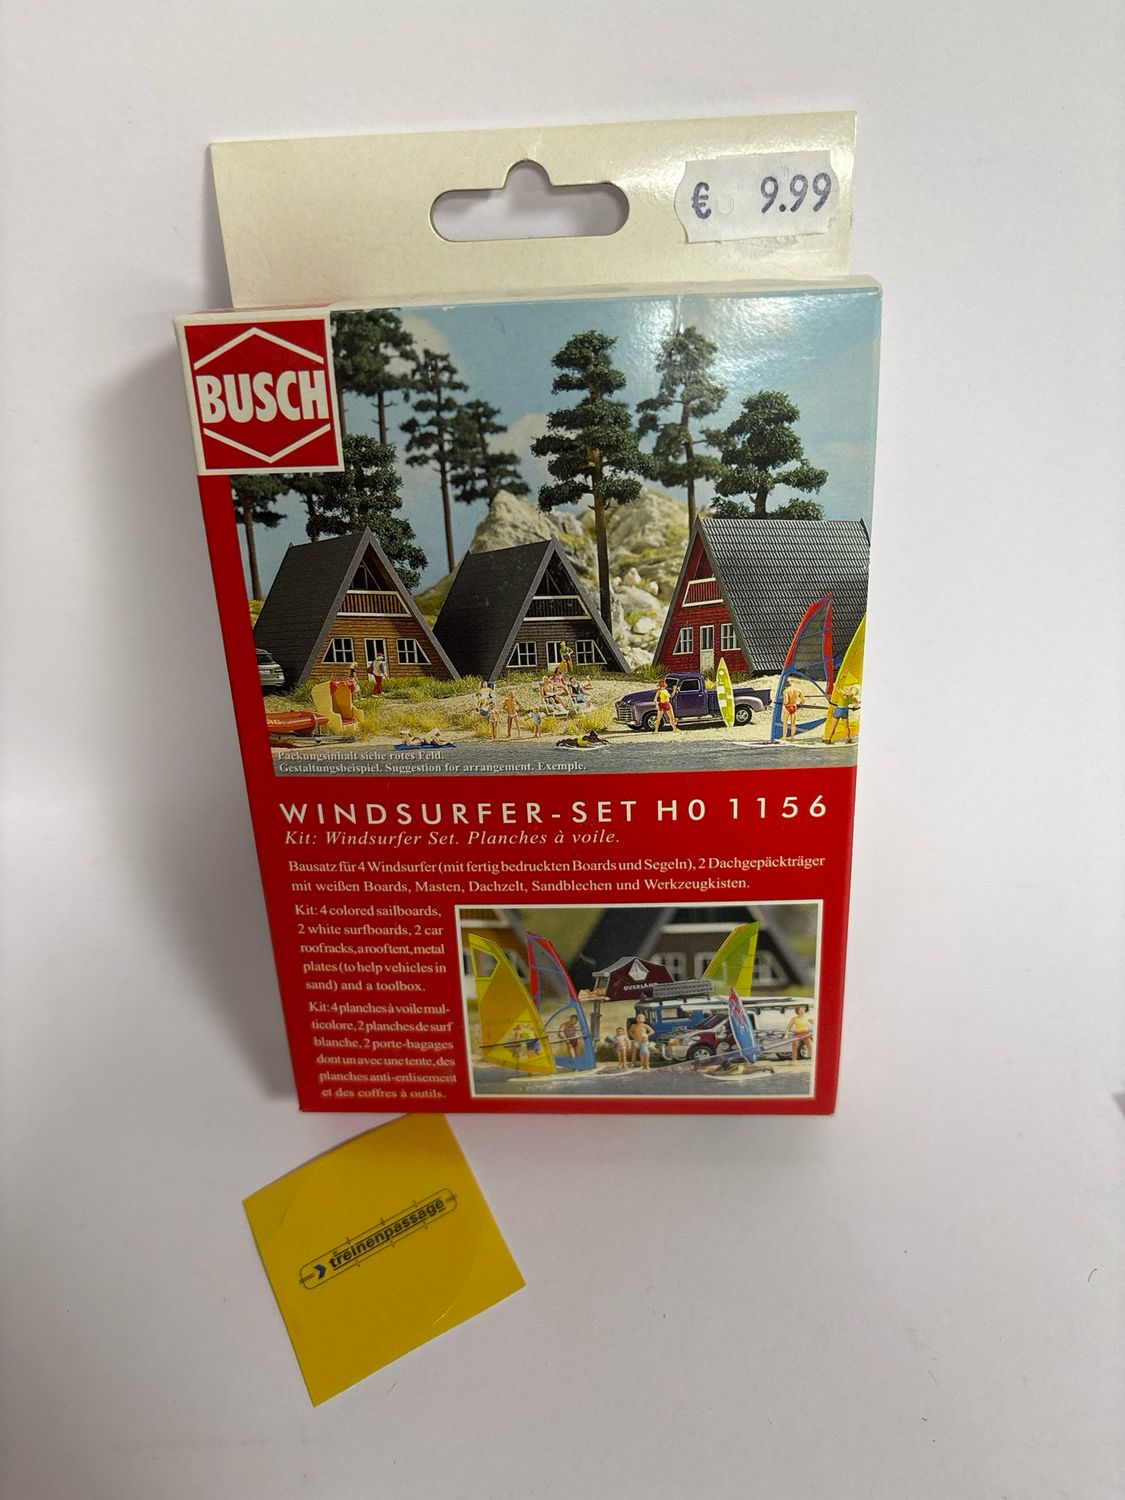 € 9.99
BUSCH
Packungsinhalt siehe rotes Feld.
Gestaltungsbeispiel. Suggestion for arrangement. Exemple.
WINDSURFER-SET H0 1156
Kit: Windsurfer Set. Planches à voile.
Bausatz für 4 Windsurfer (mit fertig bedruckten Boards und Segeln), 2 Dachgepäckträger
mit weißen Boards, Masten, Dachzelt, Sandblechen und Werkzeugkisten.
Kit: 4 colored sailboards,
2 white surfboards, 2 car
roofracks, a rooftent, metal
plates (to help vehicles in
sand) and a toolbox.
Kit: 4 planches à voile mul-
ticolore, 2 planches de surf
blanche, 2 porte-bagages
dont un avec une tente, des
planches anti-enlisement
et des coffres à outils.
OVERLAND
treinenpassage